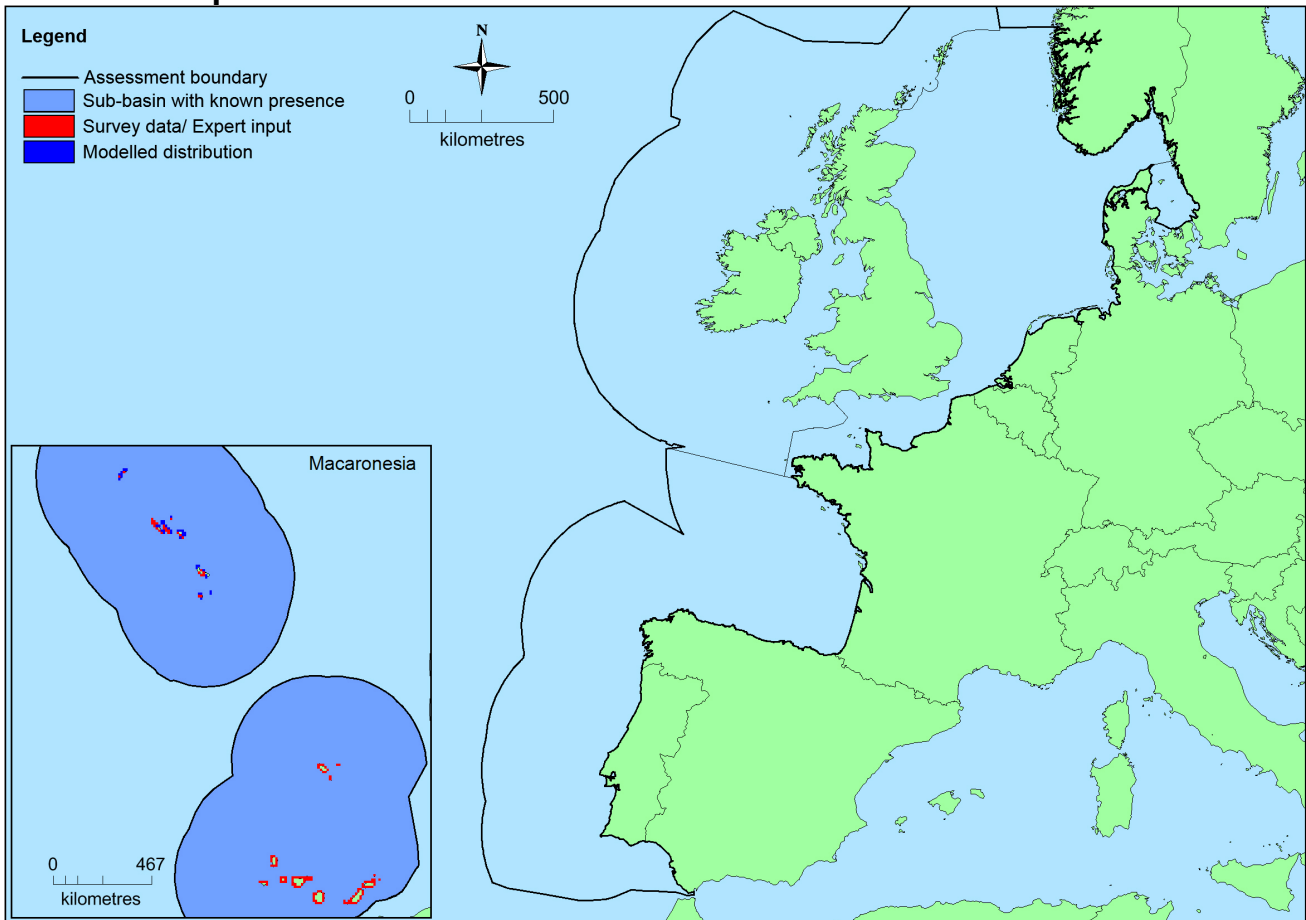 Legend
Assessment boundary
Sub-basin with known presence
Survey data/ Expert input
Modelled distribution
N
0 500
kilometres
Macaronesia
0 467
kilometres